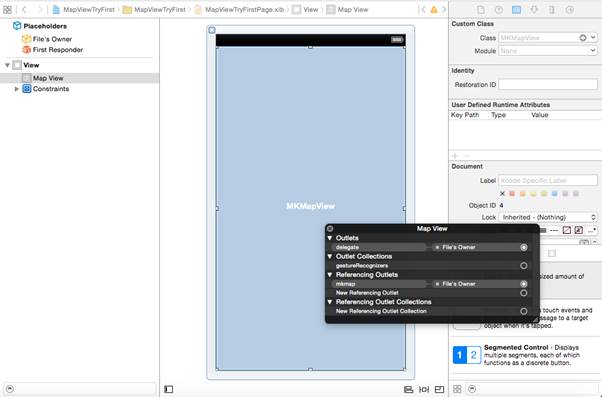 MapViewTryFirst
MapViewTryFirst
MapViewTryFirstPage.xib
View
Map View
Placeholders
File's Owner
First Responder
View
Map View
Constraints
MKMapView
Map View
Outlets
delegate
File's Owner
Outlet Collections
gestureRecognizers
Referencing Outlets
mkmap
File's Owner
New Referencing Outlet
Referencing Outlet Collections
New Referencing Outlet Collection
Custom Class
Class MKMapView
Module None
Identity
Restoration ID
User Defined Runtime Attributes
Key Path Type Value
Document
Label Xcode Specific Label
Object ID 4
Lock Inherited - (Nothing)
sized amount of
touch events and
message to a target
object when it's tapped.
1 2
Segmented Control - Displays
multiple segments, each of which
functions as a discrete button.